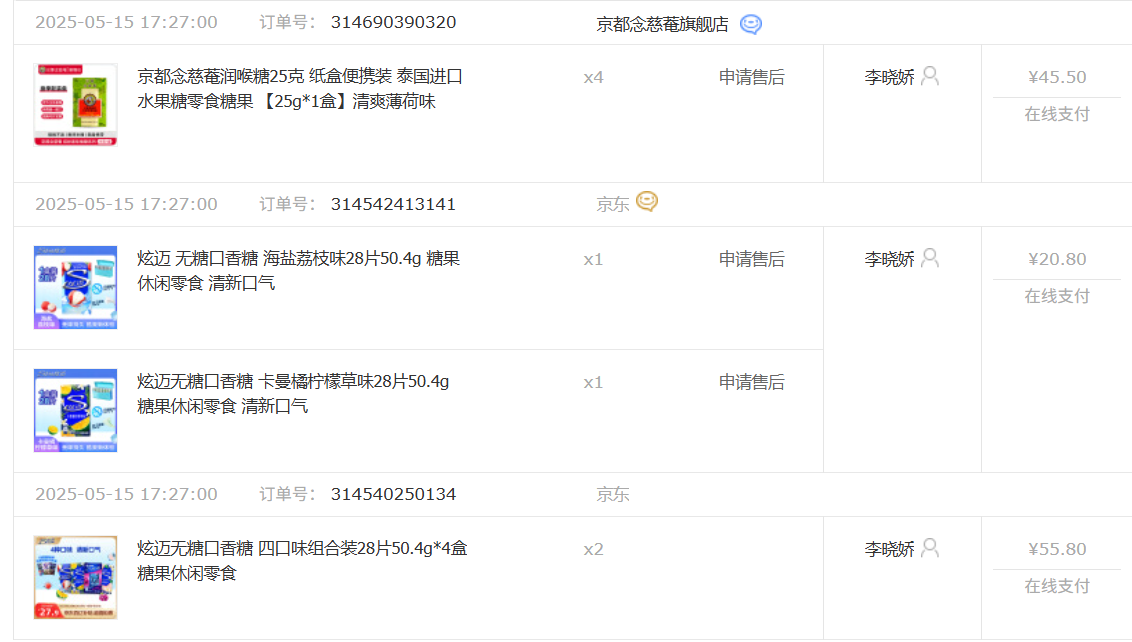 2025-05-15 17:27:00 订单号： 314690390320 京都念慈菴旗舰店
京都念慈菴润喉糖25克 纸盒便携装 泰国进口 x4 申请售后 李晓娇 ¥45.50
水果糖零食糖果 【25g*1盒】清爽薄荷味 在线支付
2025-05-15 17:27:00 订单号： 314542413141 京东
炫迈 无糖口香糖 海盐荔枝味28片50.4g 糖果 x1 申请售后 李晓娇 ¥20.80
休闲零食 清新口气 在线支付
炫迈无糖口香糖 卡曼橘柠檬草味28片50.4g x1 申请售后
糖果休闲零食 清新口气
2025-05-15 17:27:00 订单号： 314540250134 京东
炫迈无糖口香糖 四口味组合装28片50.4g*4盒 x2 李晓娇 ¥55.80
糖果休闲零食 在线支付